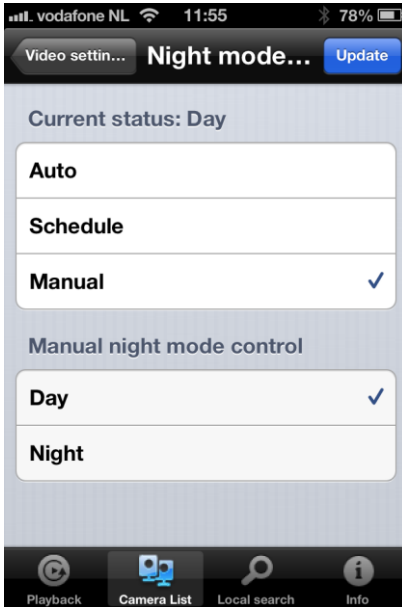 vodafone NL 11:55 78%
Video settin... Night mode... Update
Current status: Day
Auto
Schedule
Manual
Manual night mode control
Day
Night
Playback Camera List Local search Info